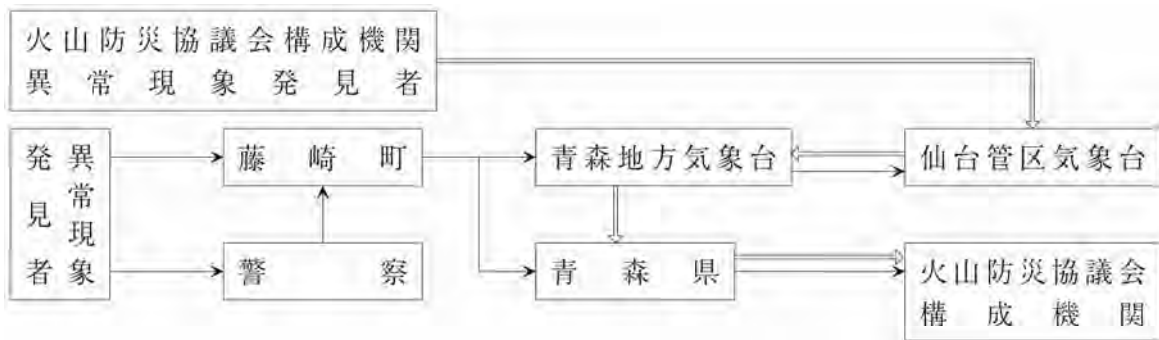 火山防災協議会構成機関
異常現象発見者
異常現象
発見者
藤崎町
青森地方気象台
仙台管区気象台
警察
青森県
火山防災協議会
構成機関